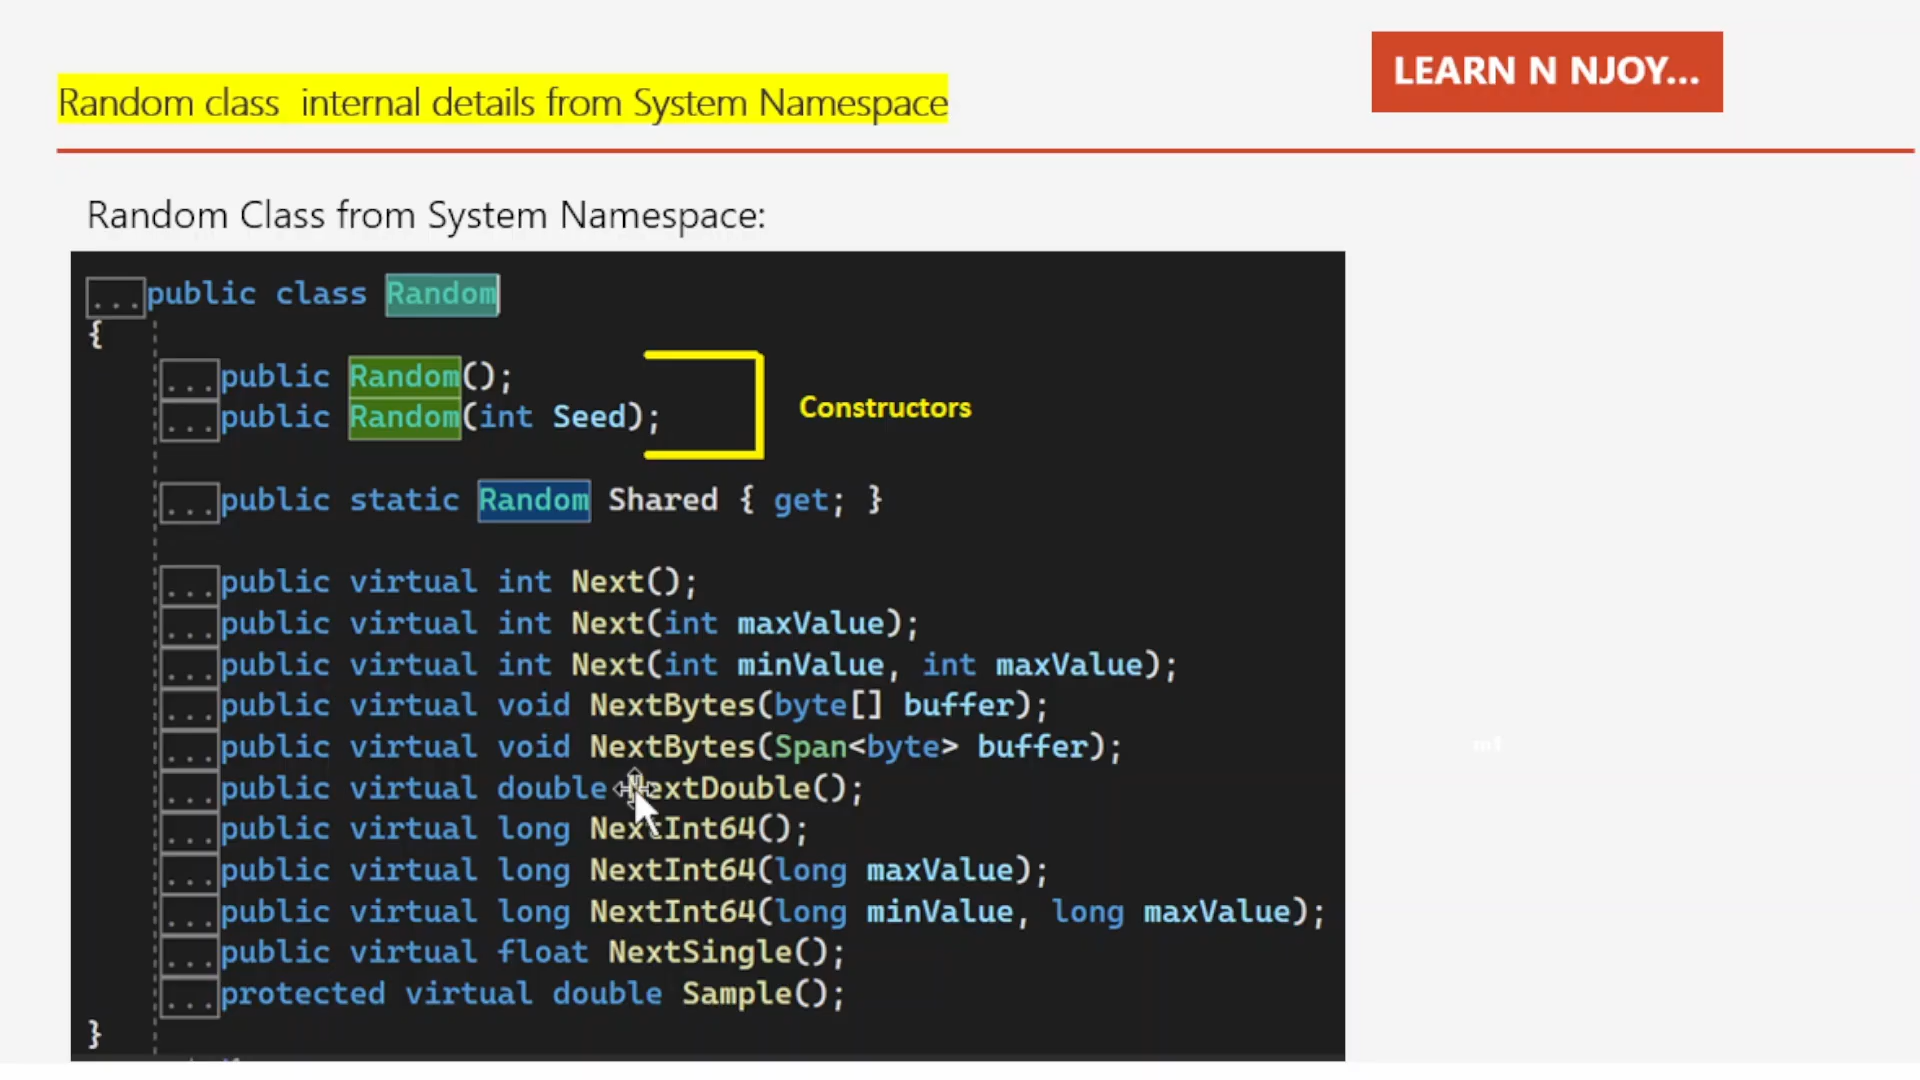 LEARN N NJOY...
Random class  internal details from System Namespace
Random Class from System Namespace:
...public class Random
{
...public Random();
...public Random(int Seed);
Constructors
...public static Random Shared { get; }
...public virtual int Next();
...public virtual int Next(int maxValue);
...public virtual int Next(int minValue, int maxValue);
...public virtual void NextBytes(byte[] buffer);
...public virtual void NextBytes(Span<byte> buffer);
...public virtual double NextDouble();
...public virtual long NextInt64();
...public virtual long NextInt64(long maxValue);
...public virtual long NextInt64(long minValue, long maxValue);
...public virtual float NextSingle();
...protected virtual double Sample();
}